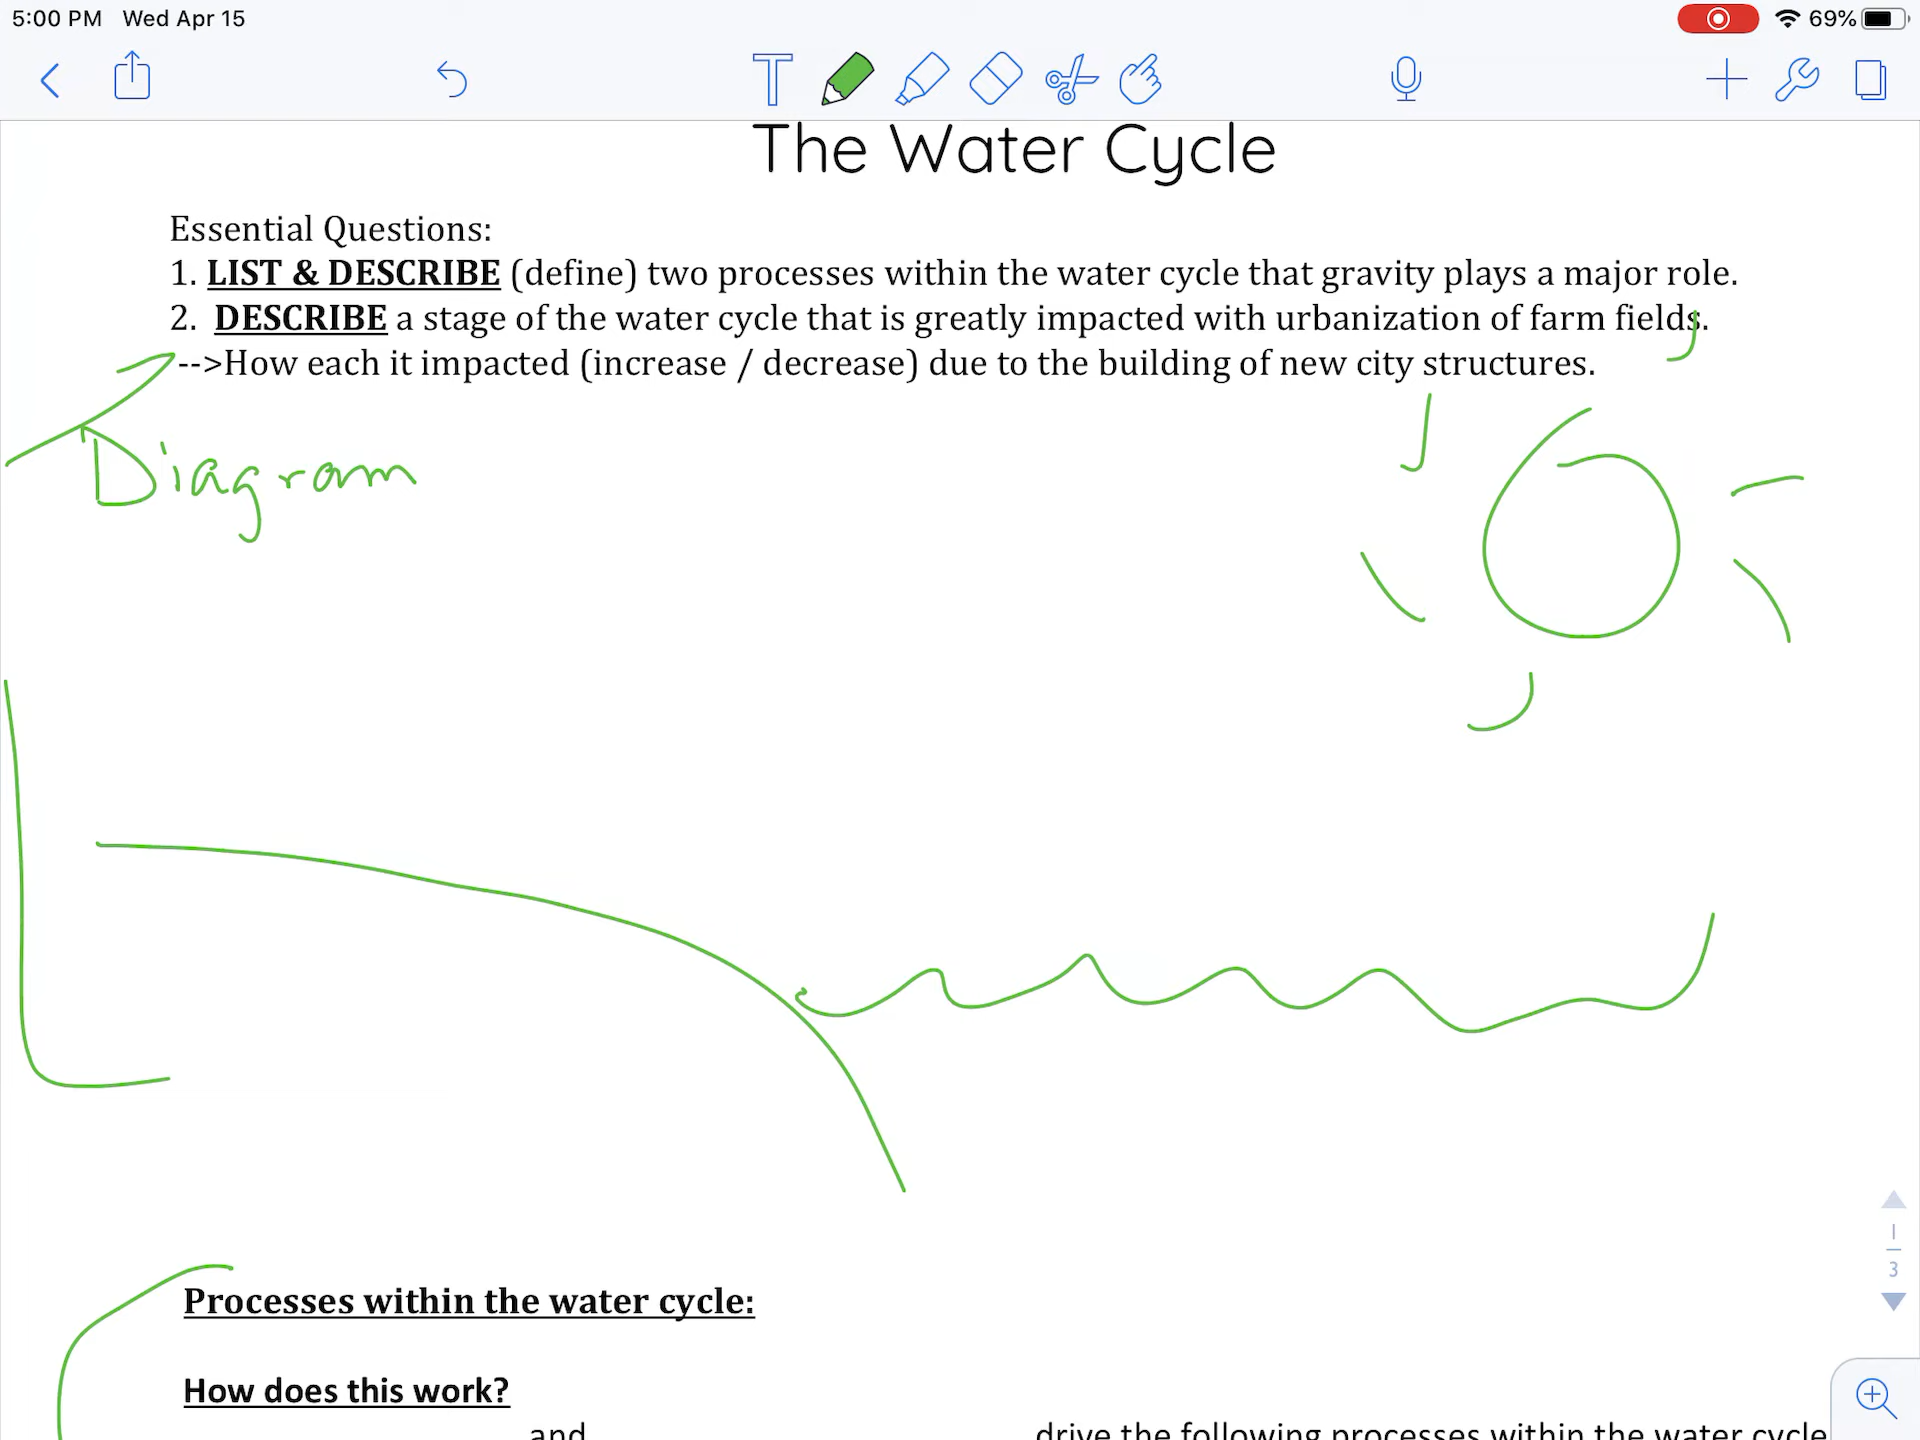 5:00 PM Wed Apr 15
69%
The Water Cycle
Essential Questions:
1. LIST & DESCRIBE (define) two processes within the water cycle that gravity plays a major role.
2. DESCRIBE a stage of the water cycle that is greatly impacted with urbanization of farm fields.
-->How each it impacted (increase / decrease) due to the building of new city structures.
Diagram
1
3
Processes within the water cycle:
How does this work?
and drive the following processes within the water cycle